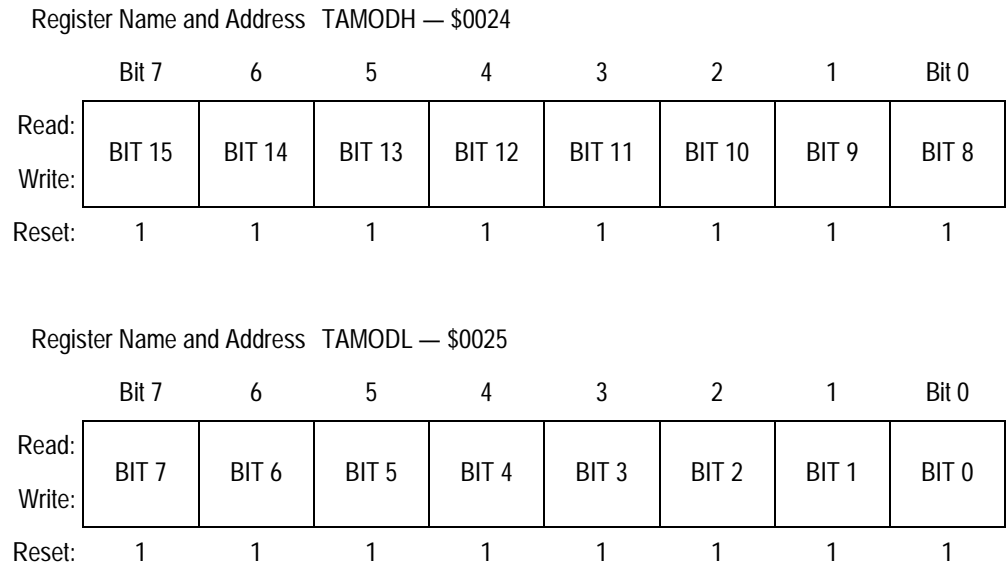 Register Name and Address TAMODH — $0024
Bit 7 6 5 4 3 2 1 Bit 0
Read:
BIT 15 BIT 14 BIT 13 BIT 12 BIT 11 BIT 10 BIT 9 BIT 8
Write:
Reset: 1 1 1 1 1 1 1 1
Register Name and Address TAMODL — $0025
Bit 7 6 5 4 3 2 1 Bit 0
Read:
BIT 7 BIT 6 BIT 5 BIT 4 BIT 3 BIT 2 BIT 1 BIT 0
Write:
Reset: 1 1 1 1 1 1 1 1